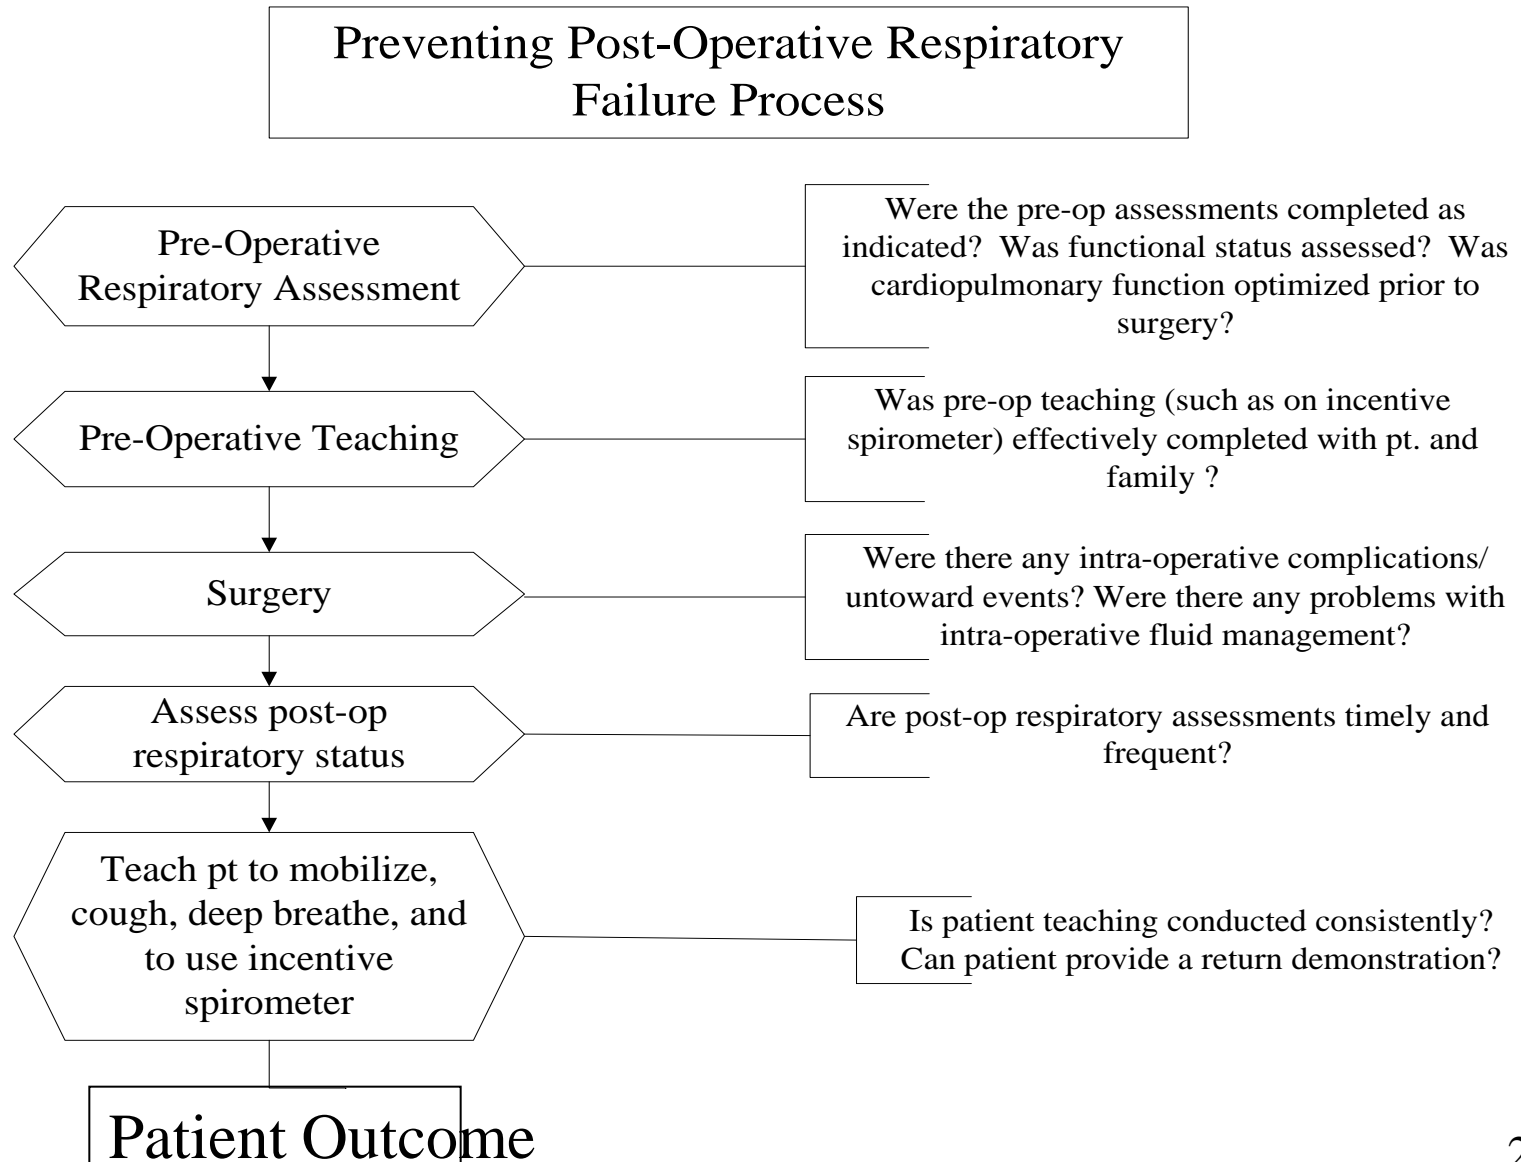 Preventing Post-Operative Respiratory
Failure Process
Pre-Operative
Respiratory Assessment
Were the pre-op assessments completed as
indicated? Was functional status assessed? Was
cardiopulmonary function optimized prior to
surgery?
Pre-Operative Teaching
Was pre-op teaching (such as on incentive
spirometer) effectively completed with pt. and
family ?
Surgery
Were there any intra-operative complications/
untoward events? Were there any problems with
intra-operative fluid management?
Assess post-op
respiratory status
Are post-op respiratory assessments timely and
frequent?
Teach pt to mobilize,
cough, deep breathe, and
to use incentive
spirometer
Is patient teaching conducted consistently?
Can patient provide a return demonstration?
Patient Outcome